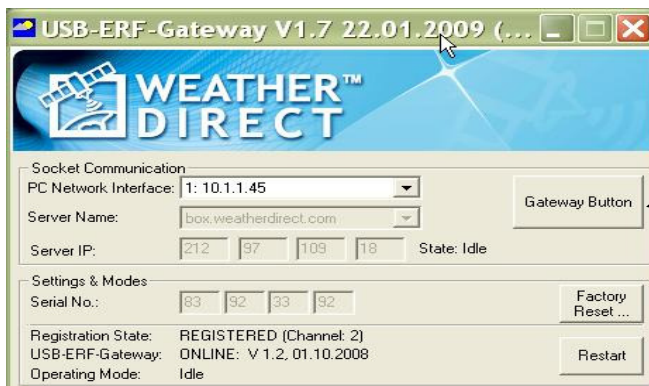 USB-ERF-Gateway V1.7 22.01.2009 (...
WEATHER™
DIRECT
Socket Communication
PC Network Interface: 1: 10.1.1.45
Gateway Button
Server Name: box.weatherdirect.com
Server IP: 212 97 109 18 State: Idle
Settings & Modes
Serial No.: 83 92 33 92
Factory
Reset ...
Registration State: REGISTERED (Channel: 2)
USB-ERF-Gateway: ONLINE: V 1.2, 01.10.2008
Restart
Operating Mode: Idle